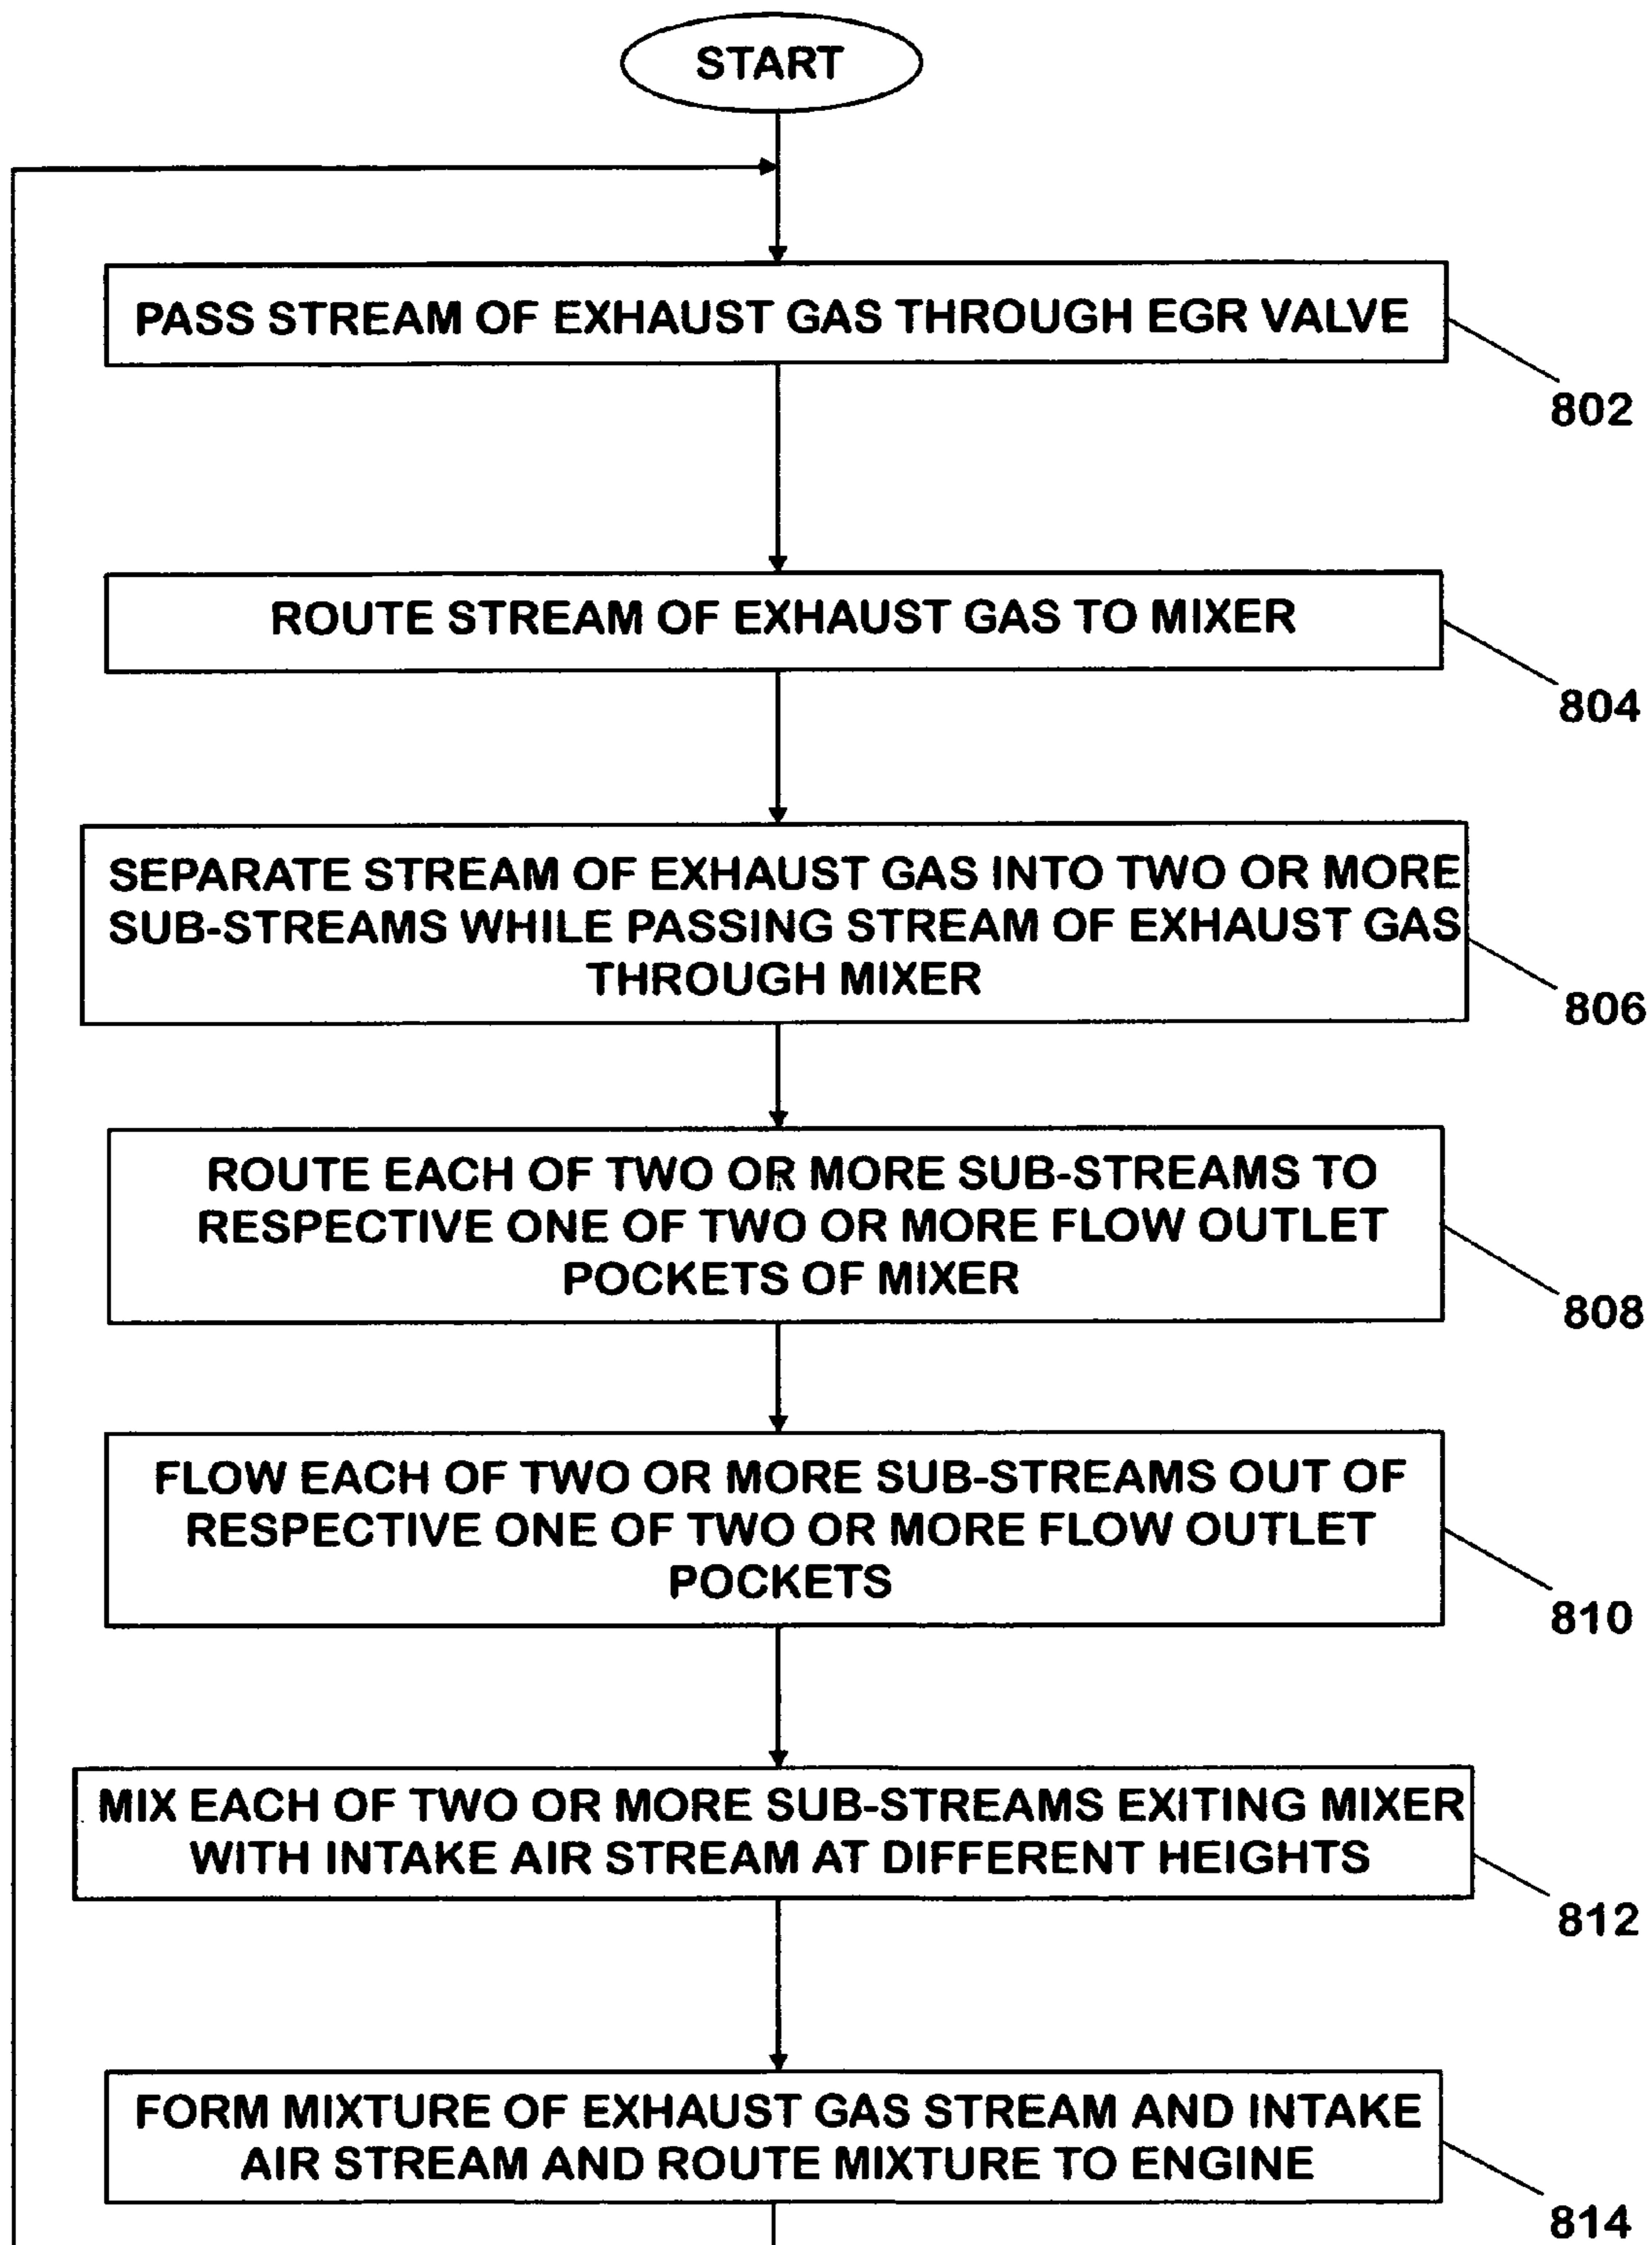 START
PASS STREAM OF EXHAUST GAS THROUGH EGR VALVE
802
ROUTE STREAM OF EXHAUST GAS TO MIXER
804
SEPARATE STREAM OF EXHAUST GAS INTO TWO OR MORE
SUB-STREAMS WHILE PASSING STREAM OF EXHAUST GAS
THROUGH MIXER
806
ROUTE EACH OF TWO OR MORE SUB-STREAMS TO
RESPECTIVE ONE OF TWO OR MORE FLOW OUTLET
POCKETS OF MIXER
808
FLOW EACH OF TWO OR MORE SUB-STREAMS OUT OF
RESPECTIVE ONE OF TWO OR MORE FLOW OUTLET
POCKETS
810
MIX EACH OF TWO OR MORE SUB-STREAMS EXITING MIXER
WITH INTAKE AIR STREAM AT DIFFERENT HEIGHTS
812
FORM MIXTURE OF EXHAUST GAS STREAM AND INTAKE
AIR STREAM AND ROUTE MIXTURE TO ENGINE
814